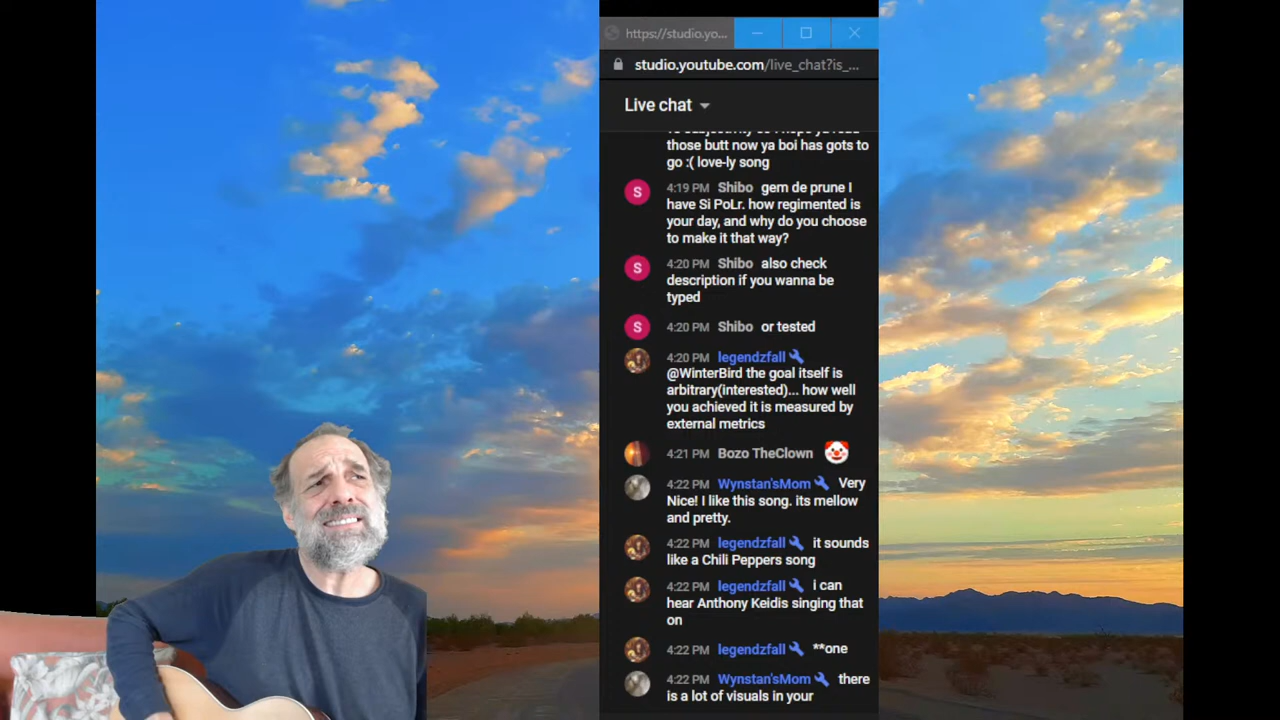 https://studio.yo...
studio.youtube.com/live_chat?is_...
Live chat
those butt now ya boi has gots to
go :( love-ly song
4:19 PM Shibo gem de prune I
have Si PoLr. how regimented is
your day, and why do you choose
to make it that way?
4:20 PM Shibo also check
description if you wanna be
typed
4:20 PM Shibo or tested
4:20 PM legendzfall
@WinterBird the goal itself is
arbitrary(interested)... how well
you achieved it is measured by
external metrics
4:21 PM Bozo TheClown
4:22 PM Wynstan'sMom Very
Nice! I like this song. its mellow
and pretty.
4:22 PM legendzfall it sounds
like a Chili Peppers song
4:22 PM legendzfall i can
hear Anthony Keidis singing that
on
4:22 PM legendzfall **one
4:22 PM Wynstan'sMom there
is a lot of visuals in your